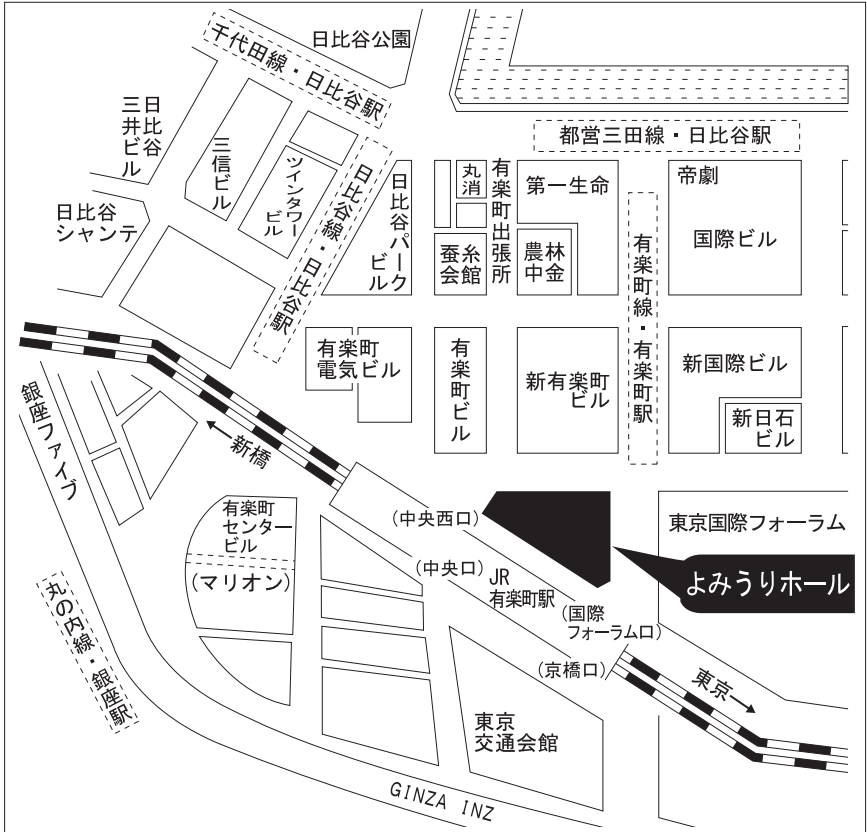 日比谷公園
千代田線・日比谷駅
都営三田線・日比谷駅
日比谷
三井ビル
三信ビル
ツインタワー
ビル
日比谷線・日比谷駅
日比谷パーク
ビル
丸消
有楽町出張所
第一生命
帝劇
国際ビル
日比谷
シャンテ
蚕糸
会館
農林
中金
有楽町線・有楽町駅
有楽町
電気ビル
有楽町ビル
新有楽町
ビル
新国際ビル
新日石
ビル
銀座ファイブ
←新橋
有楽町
センター
ビル
(マリオン)
(中央西口)
(中央口)
JR
有楽町駅
(国際
フォーラム口)
(京橋口)
東京国際フォーラム
よみうりホール
丸の内線・銀座駅
東京→
東京
交通会館
GINZA INZ